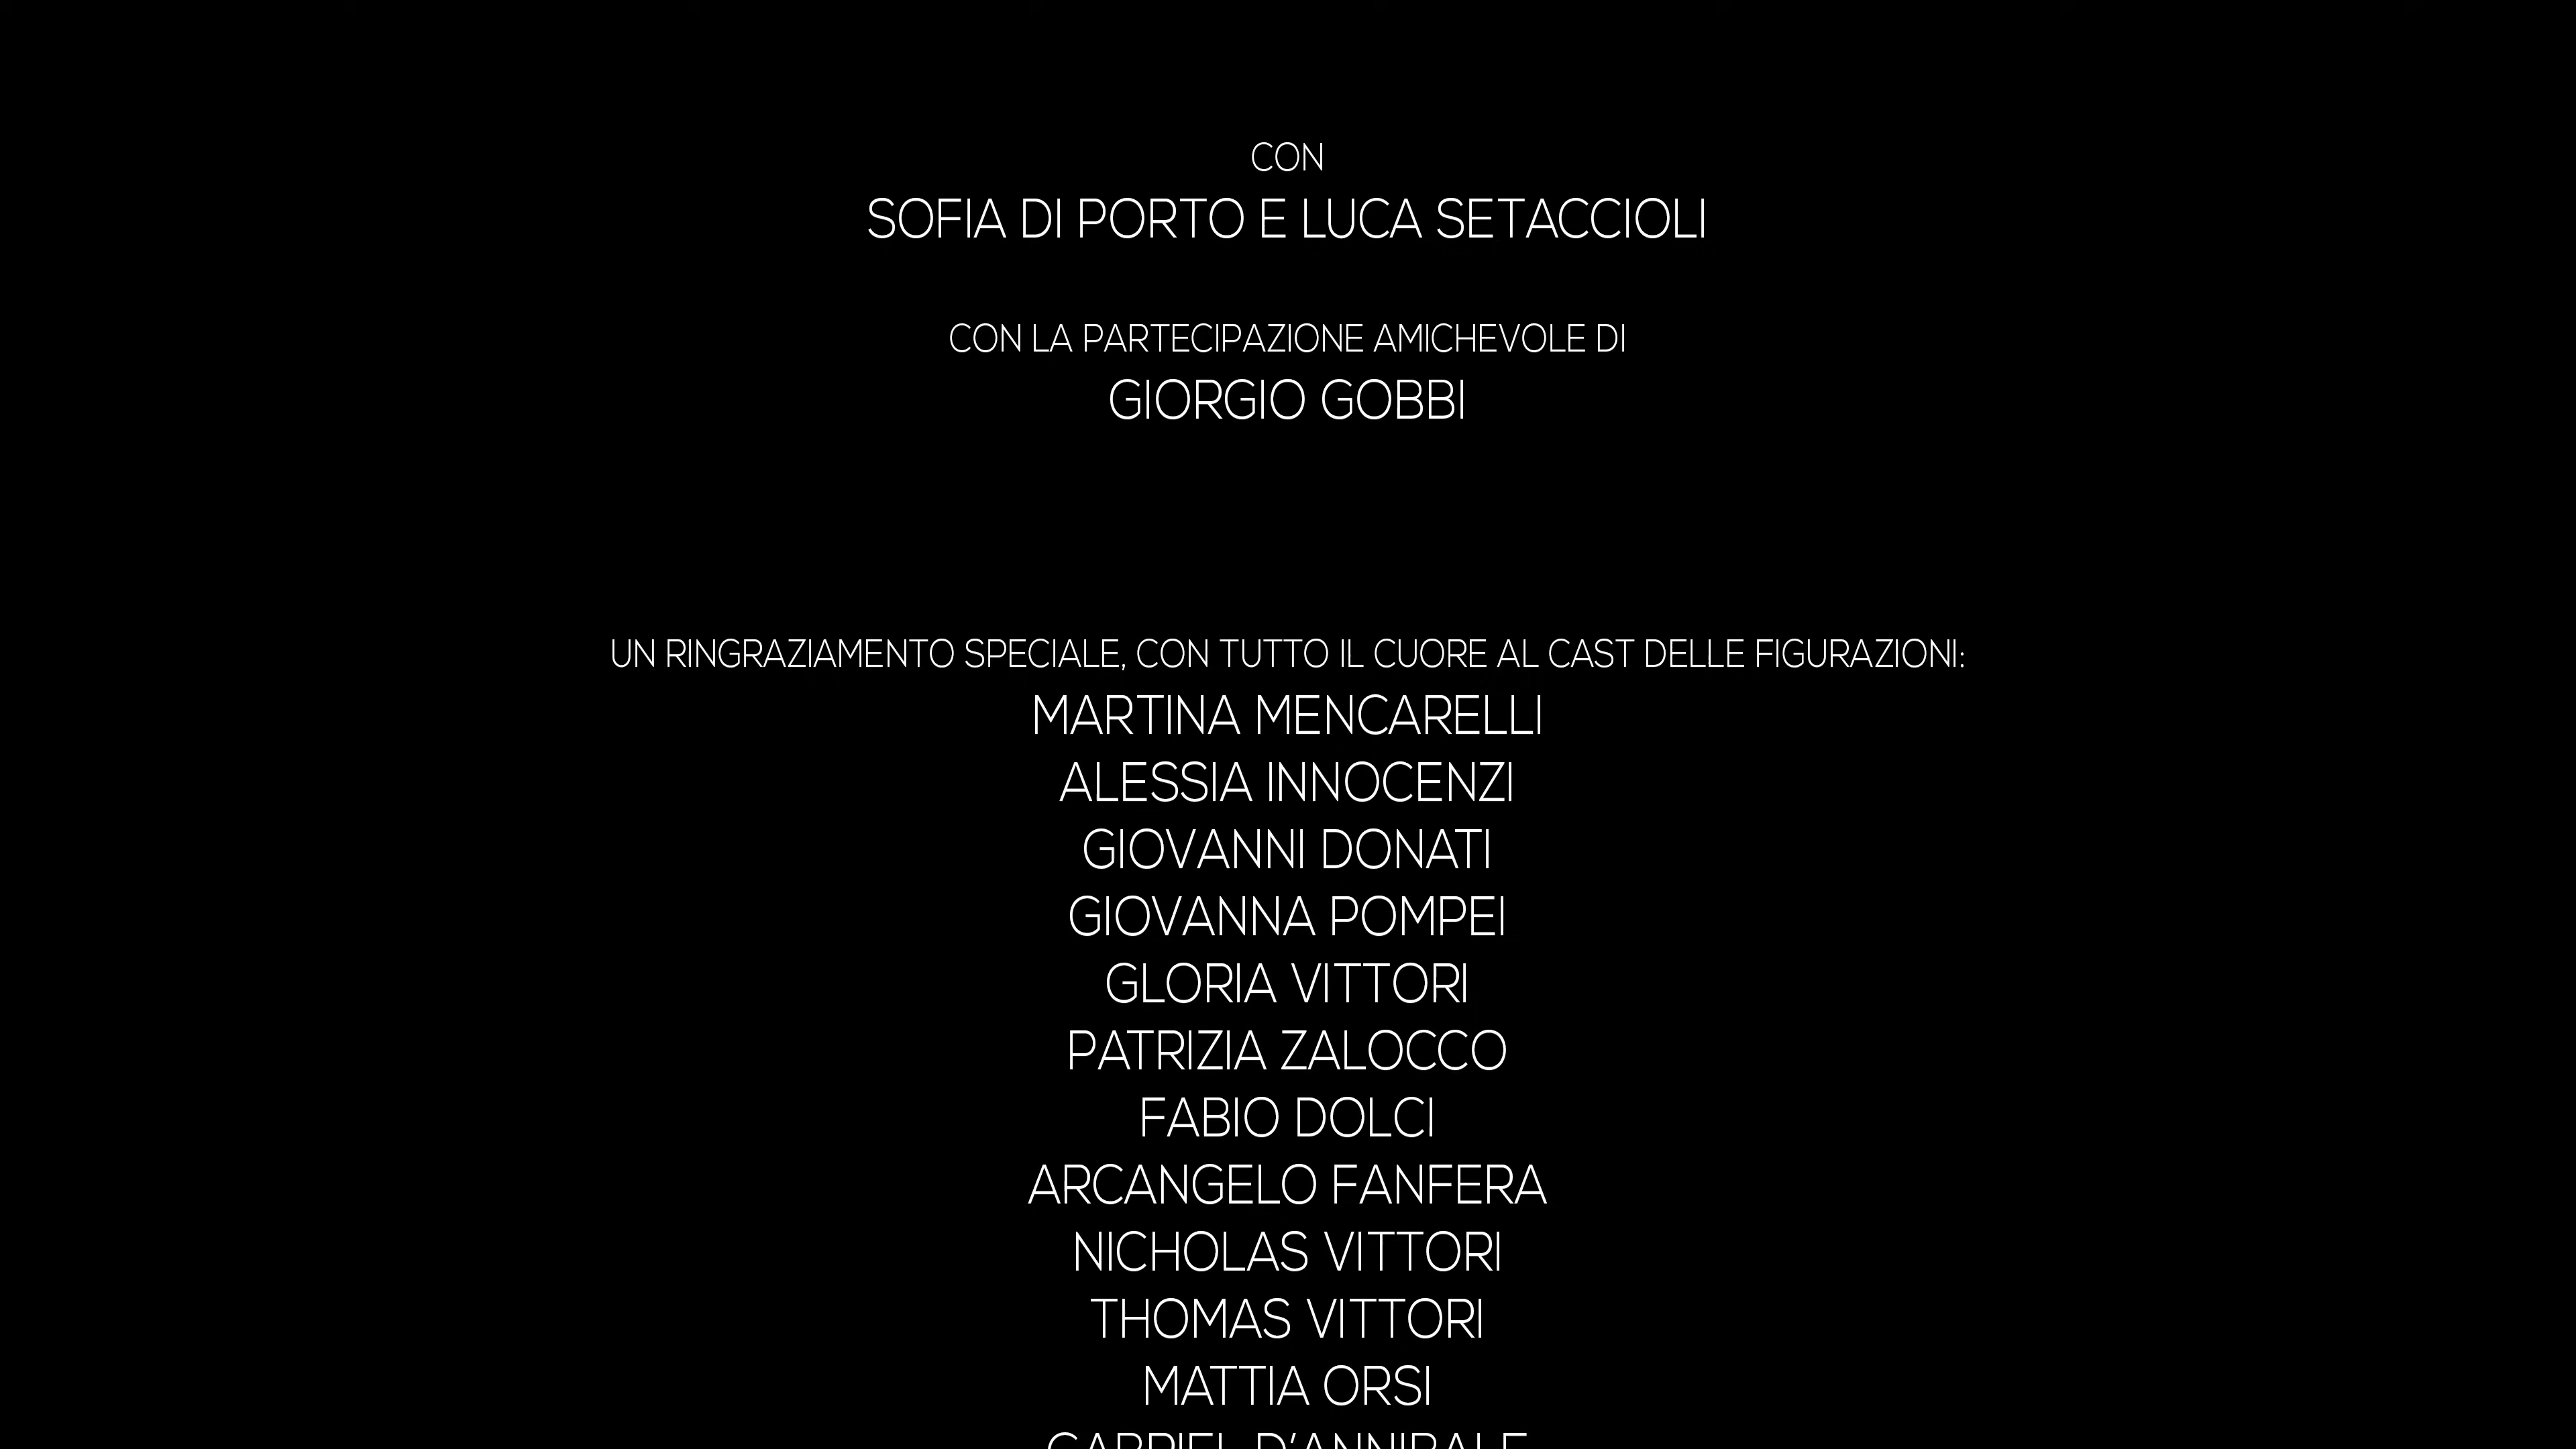 CON
SOFIA DI PORTO E LUCA SETACCIOLI
CON LA PARTECIPAZIONE AMICHEVOLE DI
GIORGIO GOBBI
UN RINGRAZIAMENTO SPECIALE, CON TUTTO IL CUORE AL CAST DELLE FIGURAZIONI:
MARTINA MENCARELLI
ALESSIA INNOCENZI
GIOVANNI DONATI
GIOVANNA POMPEI
GLORIA VITTORI
PATRIZIA ZALOCCO
FABIO DOLCI
ARCANGELO FANFERA
NICHOLAS VITTORI
THOMAS VITTORI
MATTIA ORSI
GABRIEL D'ANNIBALE